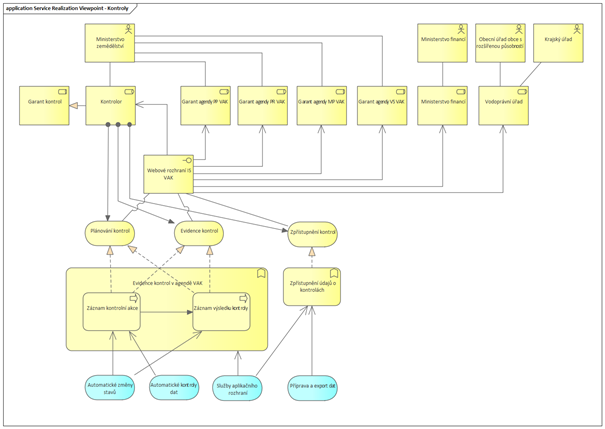 application Service Realization Viewpoint - Kontroly
Ministerstvo
zemědělství
Ministerstvo financí
Obecní úřad obce s
rozšířenou působností
Krajský úřad
Garant kontrol
Kontrolor
Garant agendy PP VAK
Garant agendy PR VAK
Garant agendy MP VAK
Garant agendy VS VAK
Ministerstvo financí
Vodoprávní úřad
Webové rozhraní IS
VAK
Plánování kontrol
Evidence kontrol
Zpřístupnění kontrol
Evidence kontrol v agendě VAK
Záznam kontrolní akce
Záznam výsledku kontroly
Zpřístupnění údajů o
kontrolách
Automatické změny
stavů
Automatické kontroly
dat
Služby aplikačního
rozhraní
Příprava a export dat